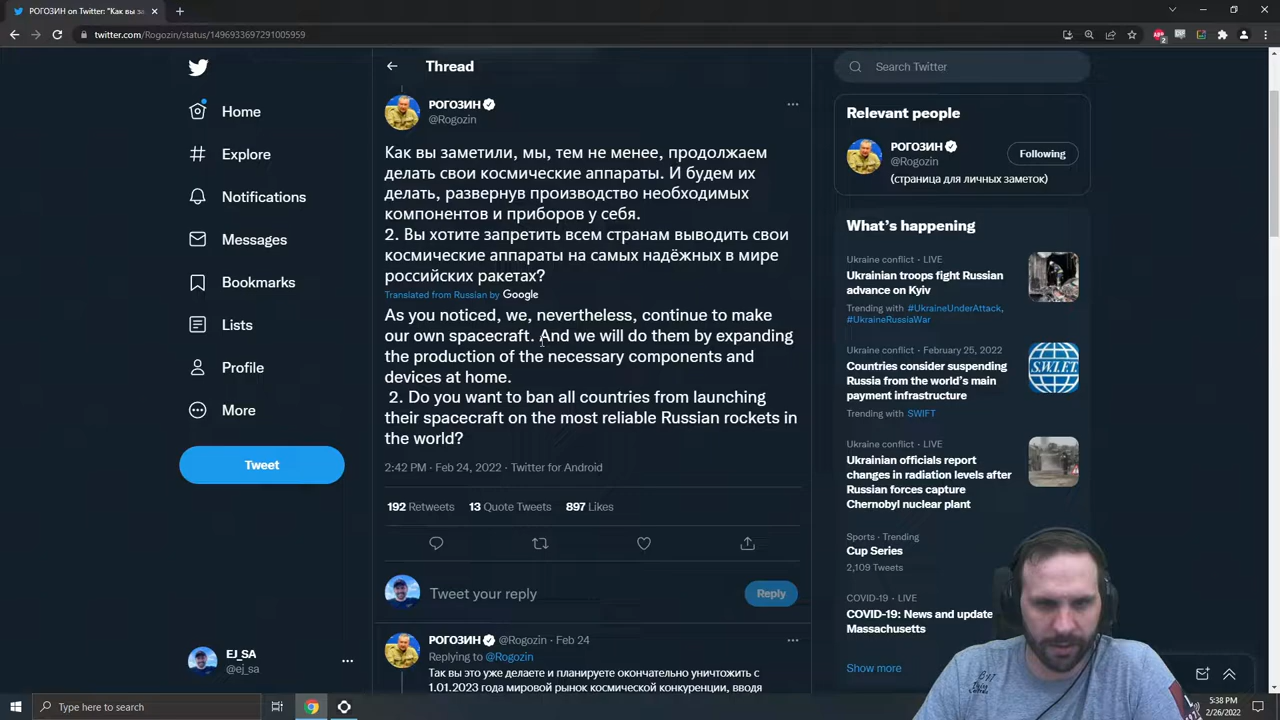 РОГОЗИН on Twitter: "Как вы за
twitter.com/Rogozin/status/1496933697291005959
Home
Explore
Notifications
Messages
Bookmarks
Lists
Profile
More
Tweet
EJ_SA
@ej_sa
Thread
РОГОЗИН
@Rogozin
Как вы заметили, мы, тем не менее, продолжаем
делать свои космические аппараты. И будем их
делать, развернув производство необходимых
компонентов и приборов у себя.
2. Вы хотите запретить всем странам выводить свои
космические аппараты на самых надёжных в мире
российских ракетах?
Translated from Russian by Google
As you noticed, we, nevertheless, continue to make
our own spacecraft. And we will do them by expanding
the production of the necessary components and
devices at home.
2. Do you want to ban all countries from launching
their spacecraft on the most reliable Russian rockets in
the world?
2:42 PM · Feb 24, 2022 · Twitter for Android
192 Retweets 13 Quote Tweets 897 Likes
Tweet your reply
Reply
РОГОЗИН @Rogozin · Feb 24
Replying to @Rogozin
Так вы это уже делаете и планируете окончательно уничтожить с
1.01.2023 года мировой рынок космической конкуренции, вводя
Search Twitter
Relevant people
РОГОЗИН
@Rogozin
Following
(страница для личных заметок)
What's happening
Ukraine conflict · LIVE
Ukrainian troops fight Russian
advance on Kyiv
Trending with #UkraineUnderAttack,
#UkraineRussiaWar
Ukraine conflict · February 25, 2022
Countries consider suspending
Russia from the world's main
payment infrastructure
Trending with SWIFT
S.W.I.F.T.
Ukraine conflict · LIVE
Ukrainian officials report
changes in radiation levels after
Russian forces capture
Chernobyl nuclear plant
Sports · Trending
Cup Series
2,109 Tweets
COVID-19 · LIVE
COVID-19: News and update
Massachusetts
Show more
Type here to search
5:38 PM
2/26/2022